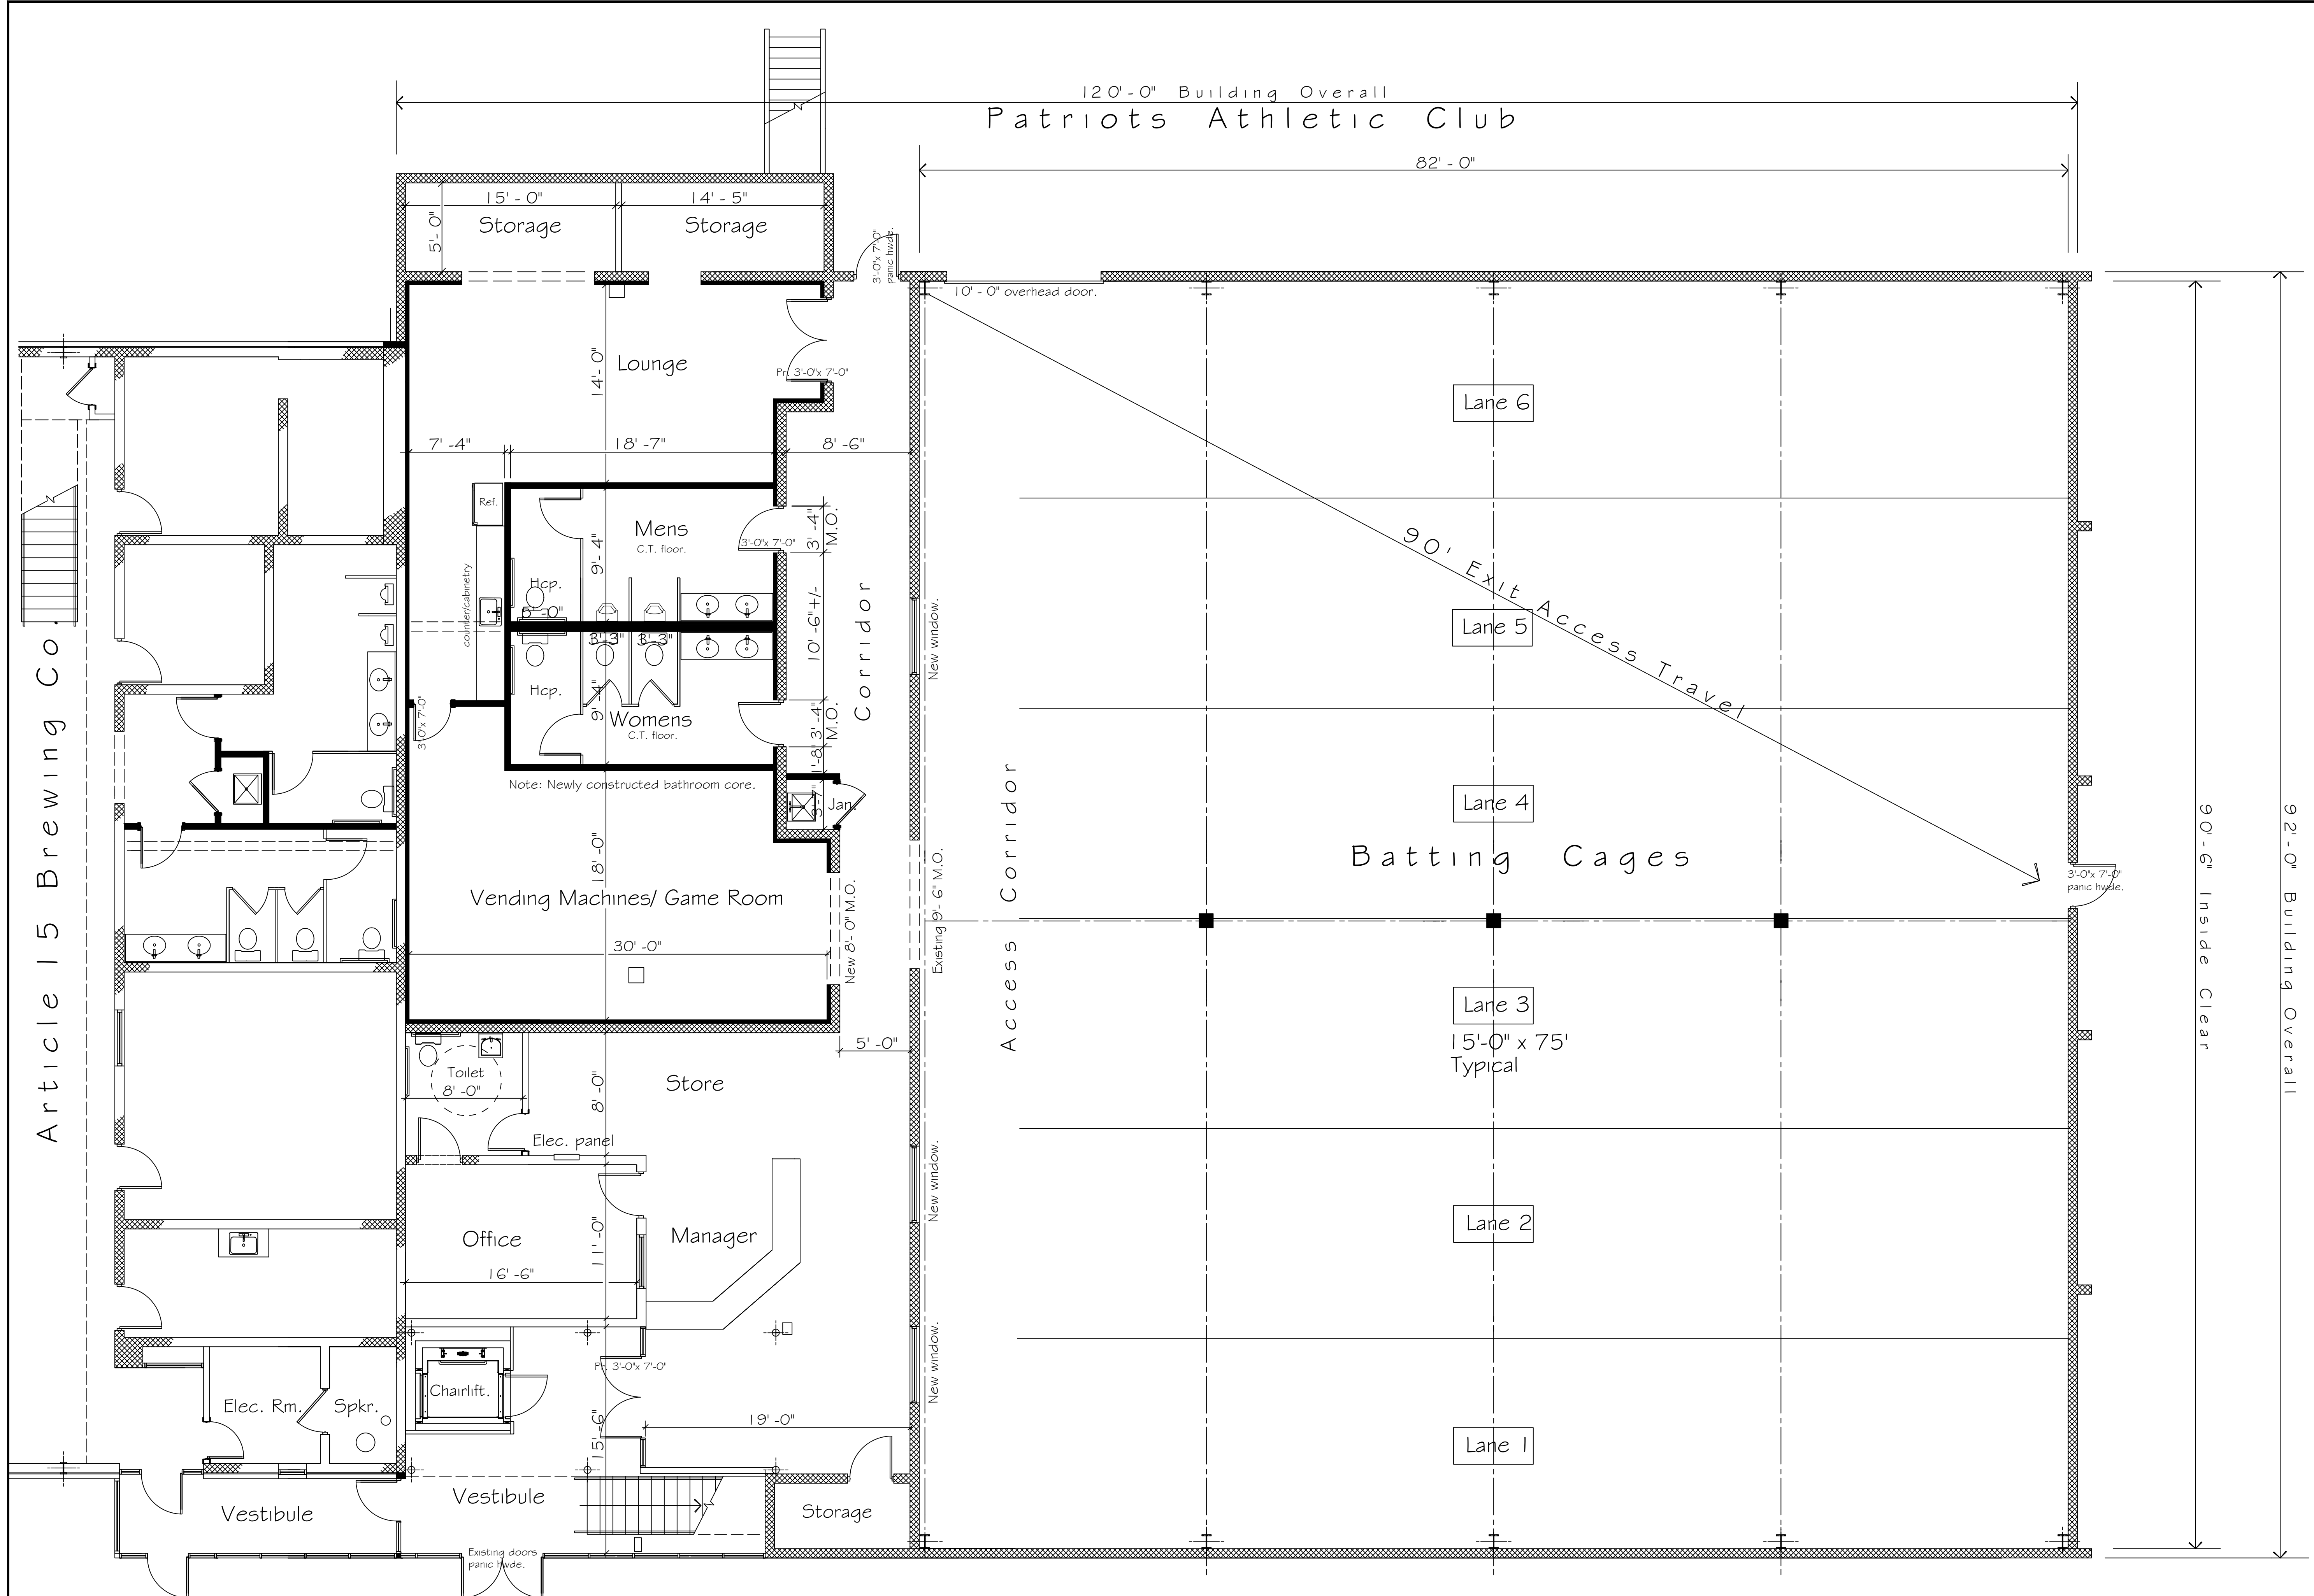 120'-0" Building Overall
Patriots Athletic Club
82'-0"
15'-0"
14'-5"
Storage
Storage
5'-0"
3'-0"x 7'-0"
panic hwde.
10'-0" overhead door.
Lounge
14'-0"
Pr. 3'-0"x 7'-0"
Lane 6
7'-4"
18'-7"
8'-6"
Ref.
Mens
C.T. floor.
3'-0"x 7'-0"
3'-4"
M.O.
9'-4"
Hcp.
counter/cabinetry
10'-6"+/-
Corridor
New window.
90' Exit Access Travel
Lane 5
3'-3"
3'-3"
Hcp.
9'-4"
Womens
C.T. floor.
3'-4"
M.O.
1'-8"
3'-0"x 7'-0"
Note: Newly constructed bathroom core.
Jan.
3'-7"
Lane 4
Batting Cages
Access Corridor
3'-0"x 7'-0"
panic hwde.
90'-6" Inside Clear
92'-0" Building Overall
Article 15 Brewing Co.
18'-0"
Vending Machines/ Game Room
30'-0"
New 8'-0" M.O.
Existing 9'-6" M.O.
Lane 3
15'-0" x 75'
Typical
5'-0"
Toilet
8'-0"
Store
8'-0"
Elec. panel
New window.
Office
16'-6"
11'-0"
Manager
Lane 2
New window.
Pr. 3'-0"x 7'-0"
Chairlift.
Elec. Rm.
Spkr.
19'-0"
15'-6"
Lane 1
Vestibule
Vestibule
Storage
Existing doors
panic hwde.